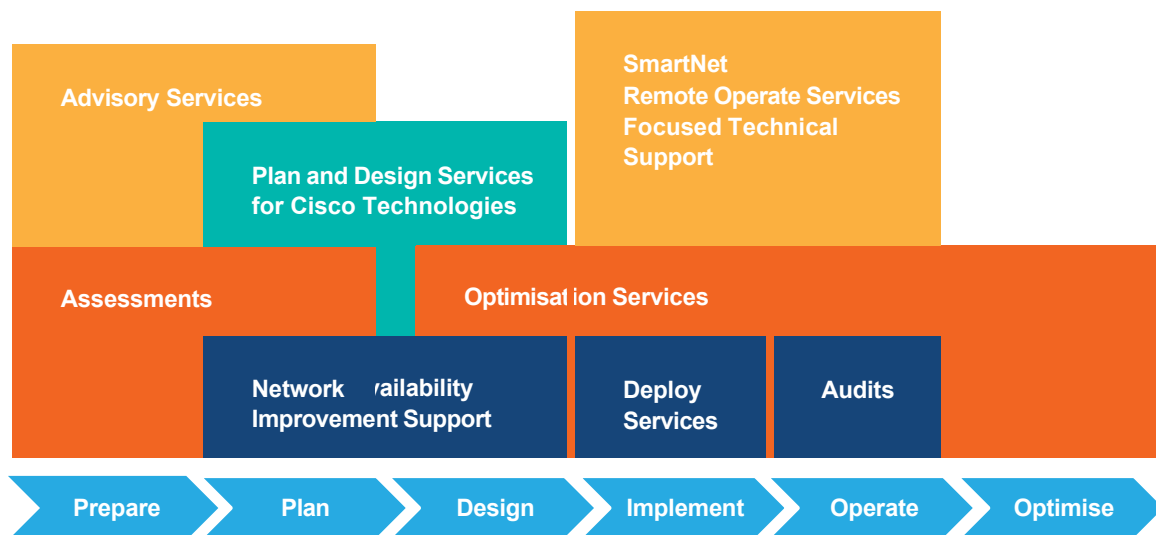 Advisory Services
SmartNet
Remote Operate Services
Focused Technical
Support
Plan and Design Services
for Cisco Technologies
Assessments
Optimisation Services
Network vailability
Improvement Support
Deploy
Services
Audits
Prepare
Plan
Design
Implement
Operate
Optimise